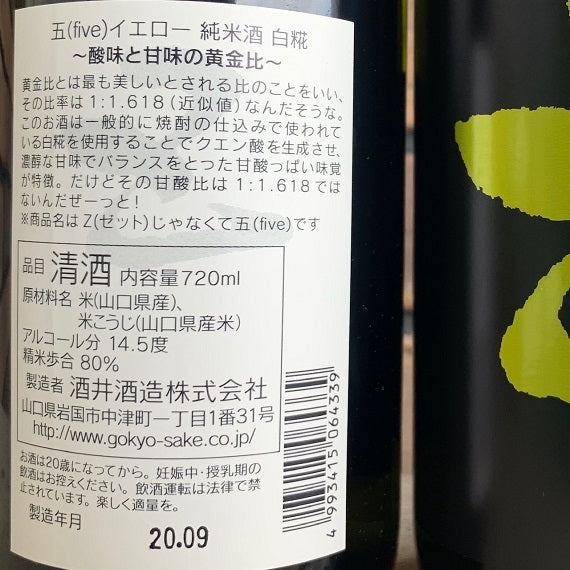 五(five)イエロー 純米酒 白糀
～酸味と甘味の黄金比～
黄金比とは最も美しいとされる比のことをいい、
その比率は1:1.618(近似値)なんだそうな。
このお酒は一般的に焼酎の仕込みで使われて
いる白糀を使用することでクエン酸を生成させ、
濃醇な甘味でバランスをとった甘酸っぱい味覚
が特徴。だけどその甘酸比は1:1.618では
ないんだぜーっと!
※商品名はZ(ゼット)じゃなくて五(five)です
品目 清酒 内容量720ml
原材料名 米(山口県産)、
米こうじ(山口県産米)
アルコール分 14.5度
精米歩合 80%
製造者 酒井酒造株式会社
山口県岩国市中津町一丁目1番31号
http://www.gokyo-sake.co.jp/
お酒は20歳になってから。妊娠中・授乳期の
飲酒はお控えください。飲酒運転は法律で禁
止されています。楽しく適量を。
製造年月 20.09
4 993415 064339